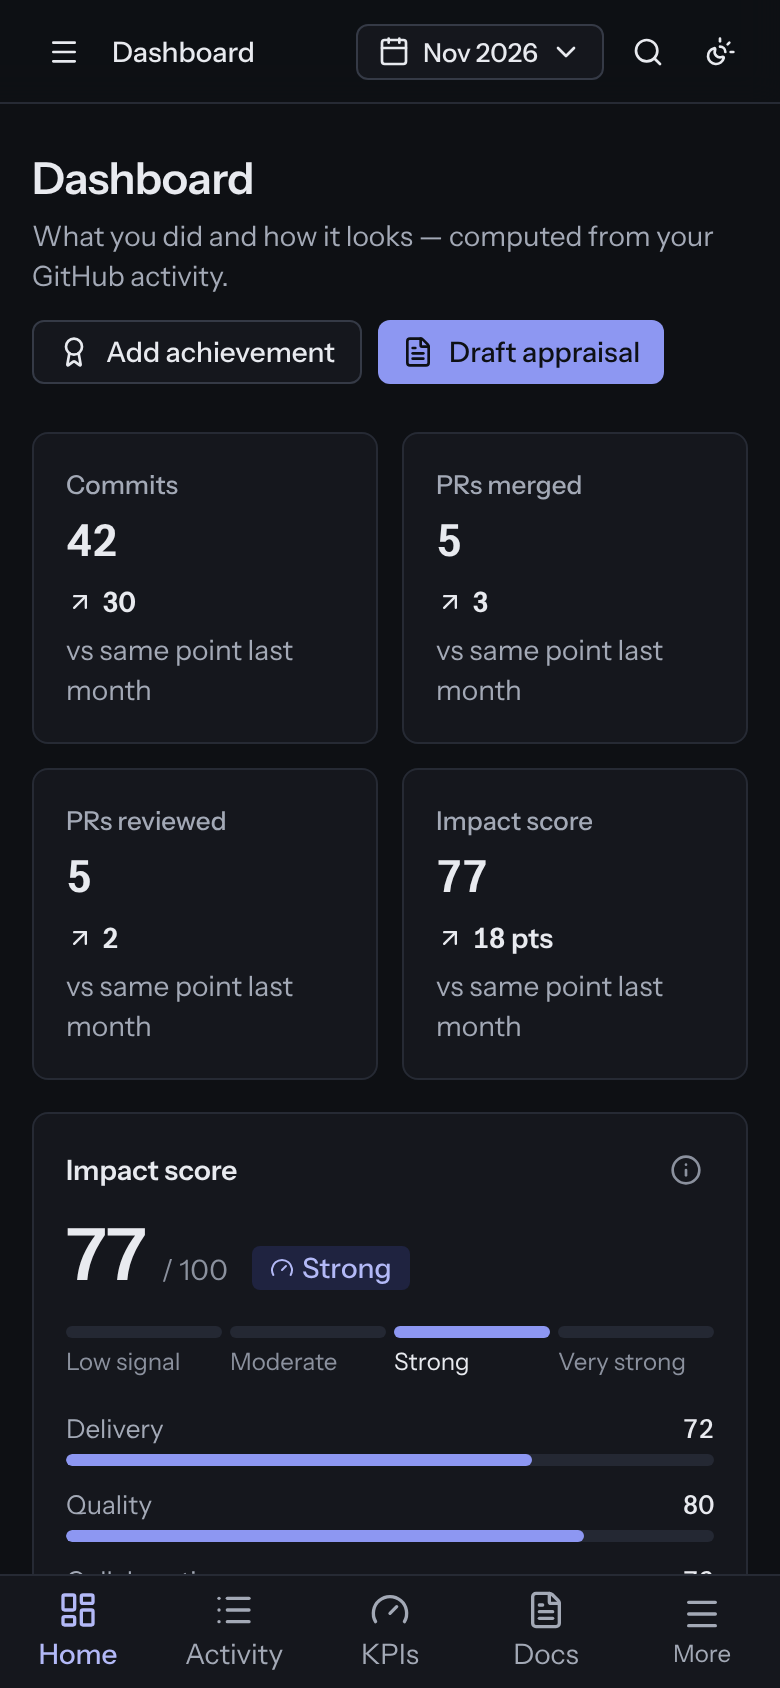 Dashboard
Nov 2026
Dashboard
What you did and how it looks — computed from your
GitHub activity.
Add achievement
Draft appraisal
Commits
42
30
vs same point last
month
PRs merged
5
3
vs same point last
month
PRs reviewed
5
2
vs same point last
month
Impact score
77
18 pts
vs same point last
month
Impact score
77 / 100
Strong
Low signal
Moderate
Strong
Very strong
Delivery
72
Quality
80
Home
Activity
KPIs
Docs
More